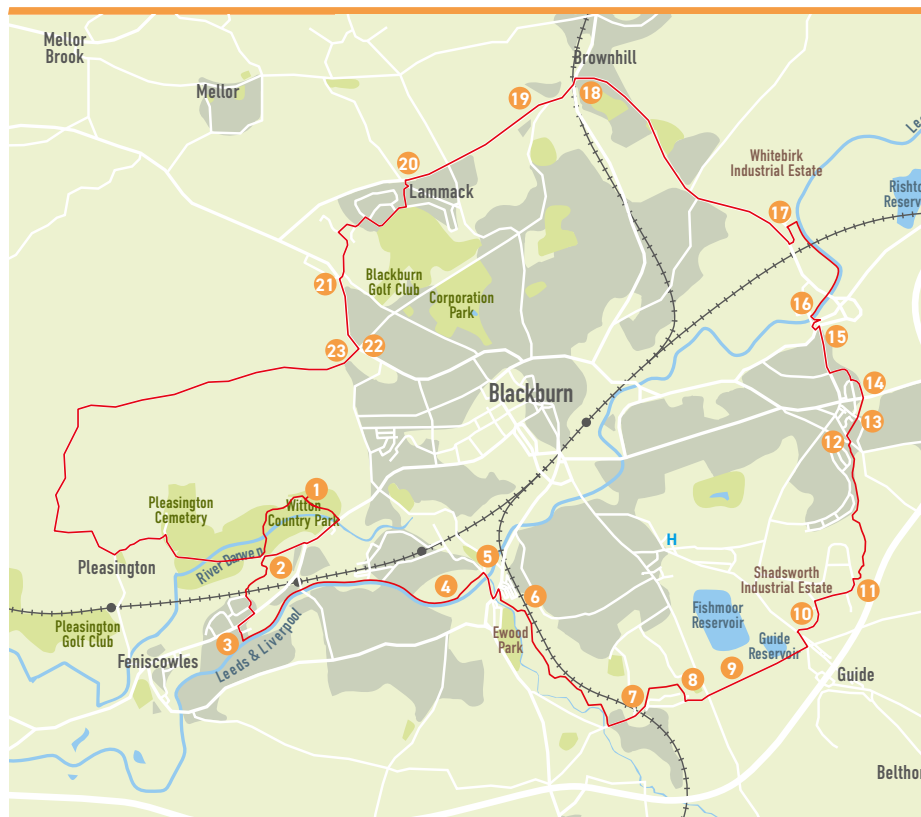 Mellor
Brook
Mellor
Brownhill
18
19
20
Lammack
Whitebirk
Industrial Estate
Lee
Rishto
Reserv
17
21
Blackburn
Golf Club
Corporation
Park
16
15
23
22
14
Blackburn
13
12
1
Witton
Country Park
Pleasington
Cemetery
River Darwen
H
Pleasington
2
5
4
6
Shadsworth
Industrial Estate
11
Fishmoor
Reservoir
10
Pleasington
Golf Club
3
Leeds & Liverpool
Ewood
Park
Guide
Reservoir
Feniscowles
7
8
9
Guide
Beltho